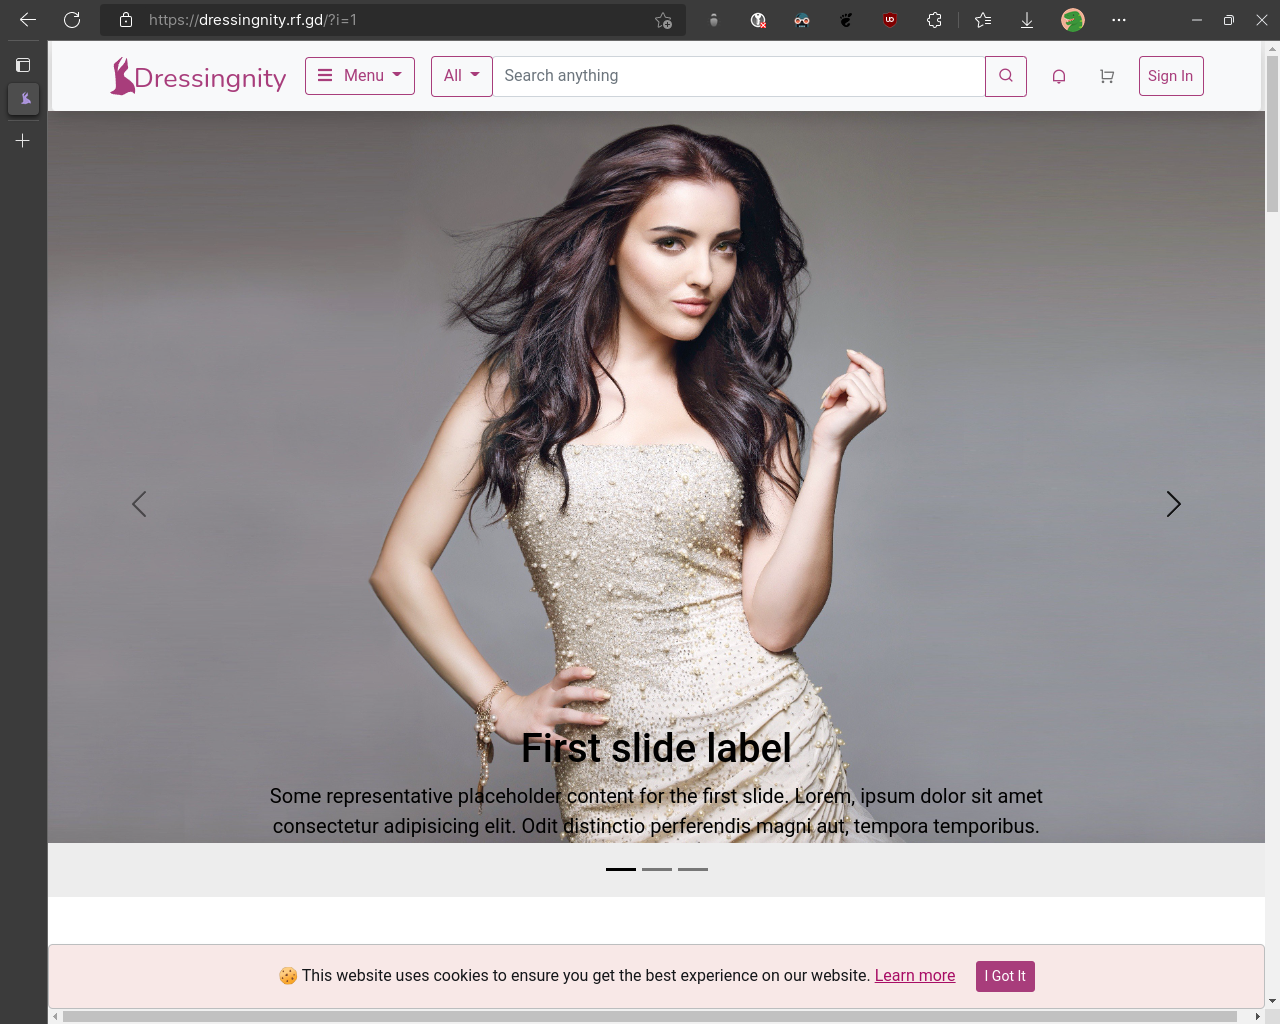 https://dressingnity.rf.gd/?i=1
Dressingnity
Menu
All
Search anything
Sign In
First slide label
Some representative placeholder content for the first slide. Lorem, ipsum dolor sit amet
consectetur adipisicing elit. Odit distinctio perferendis magni aut, tempora temporibus.
This website uses cookies to ensure you get the best experience on our website. Learn more
I Got It